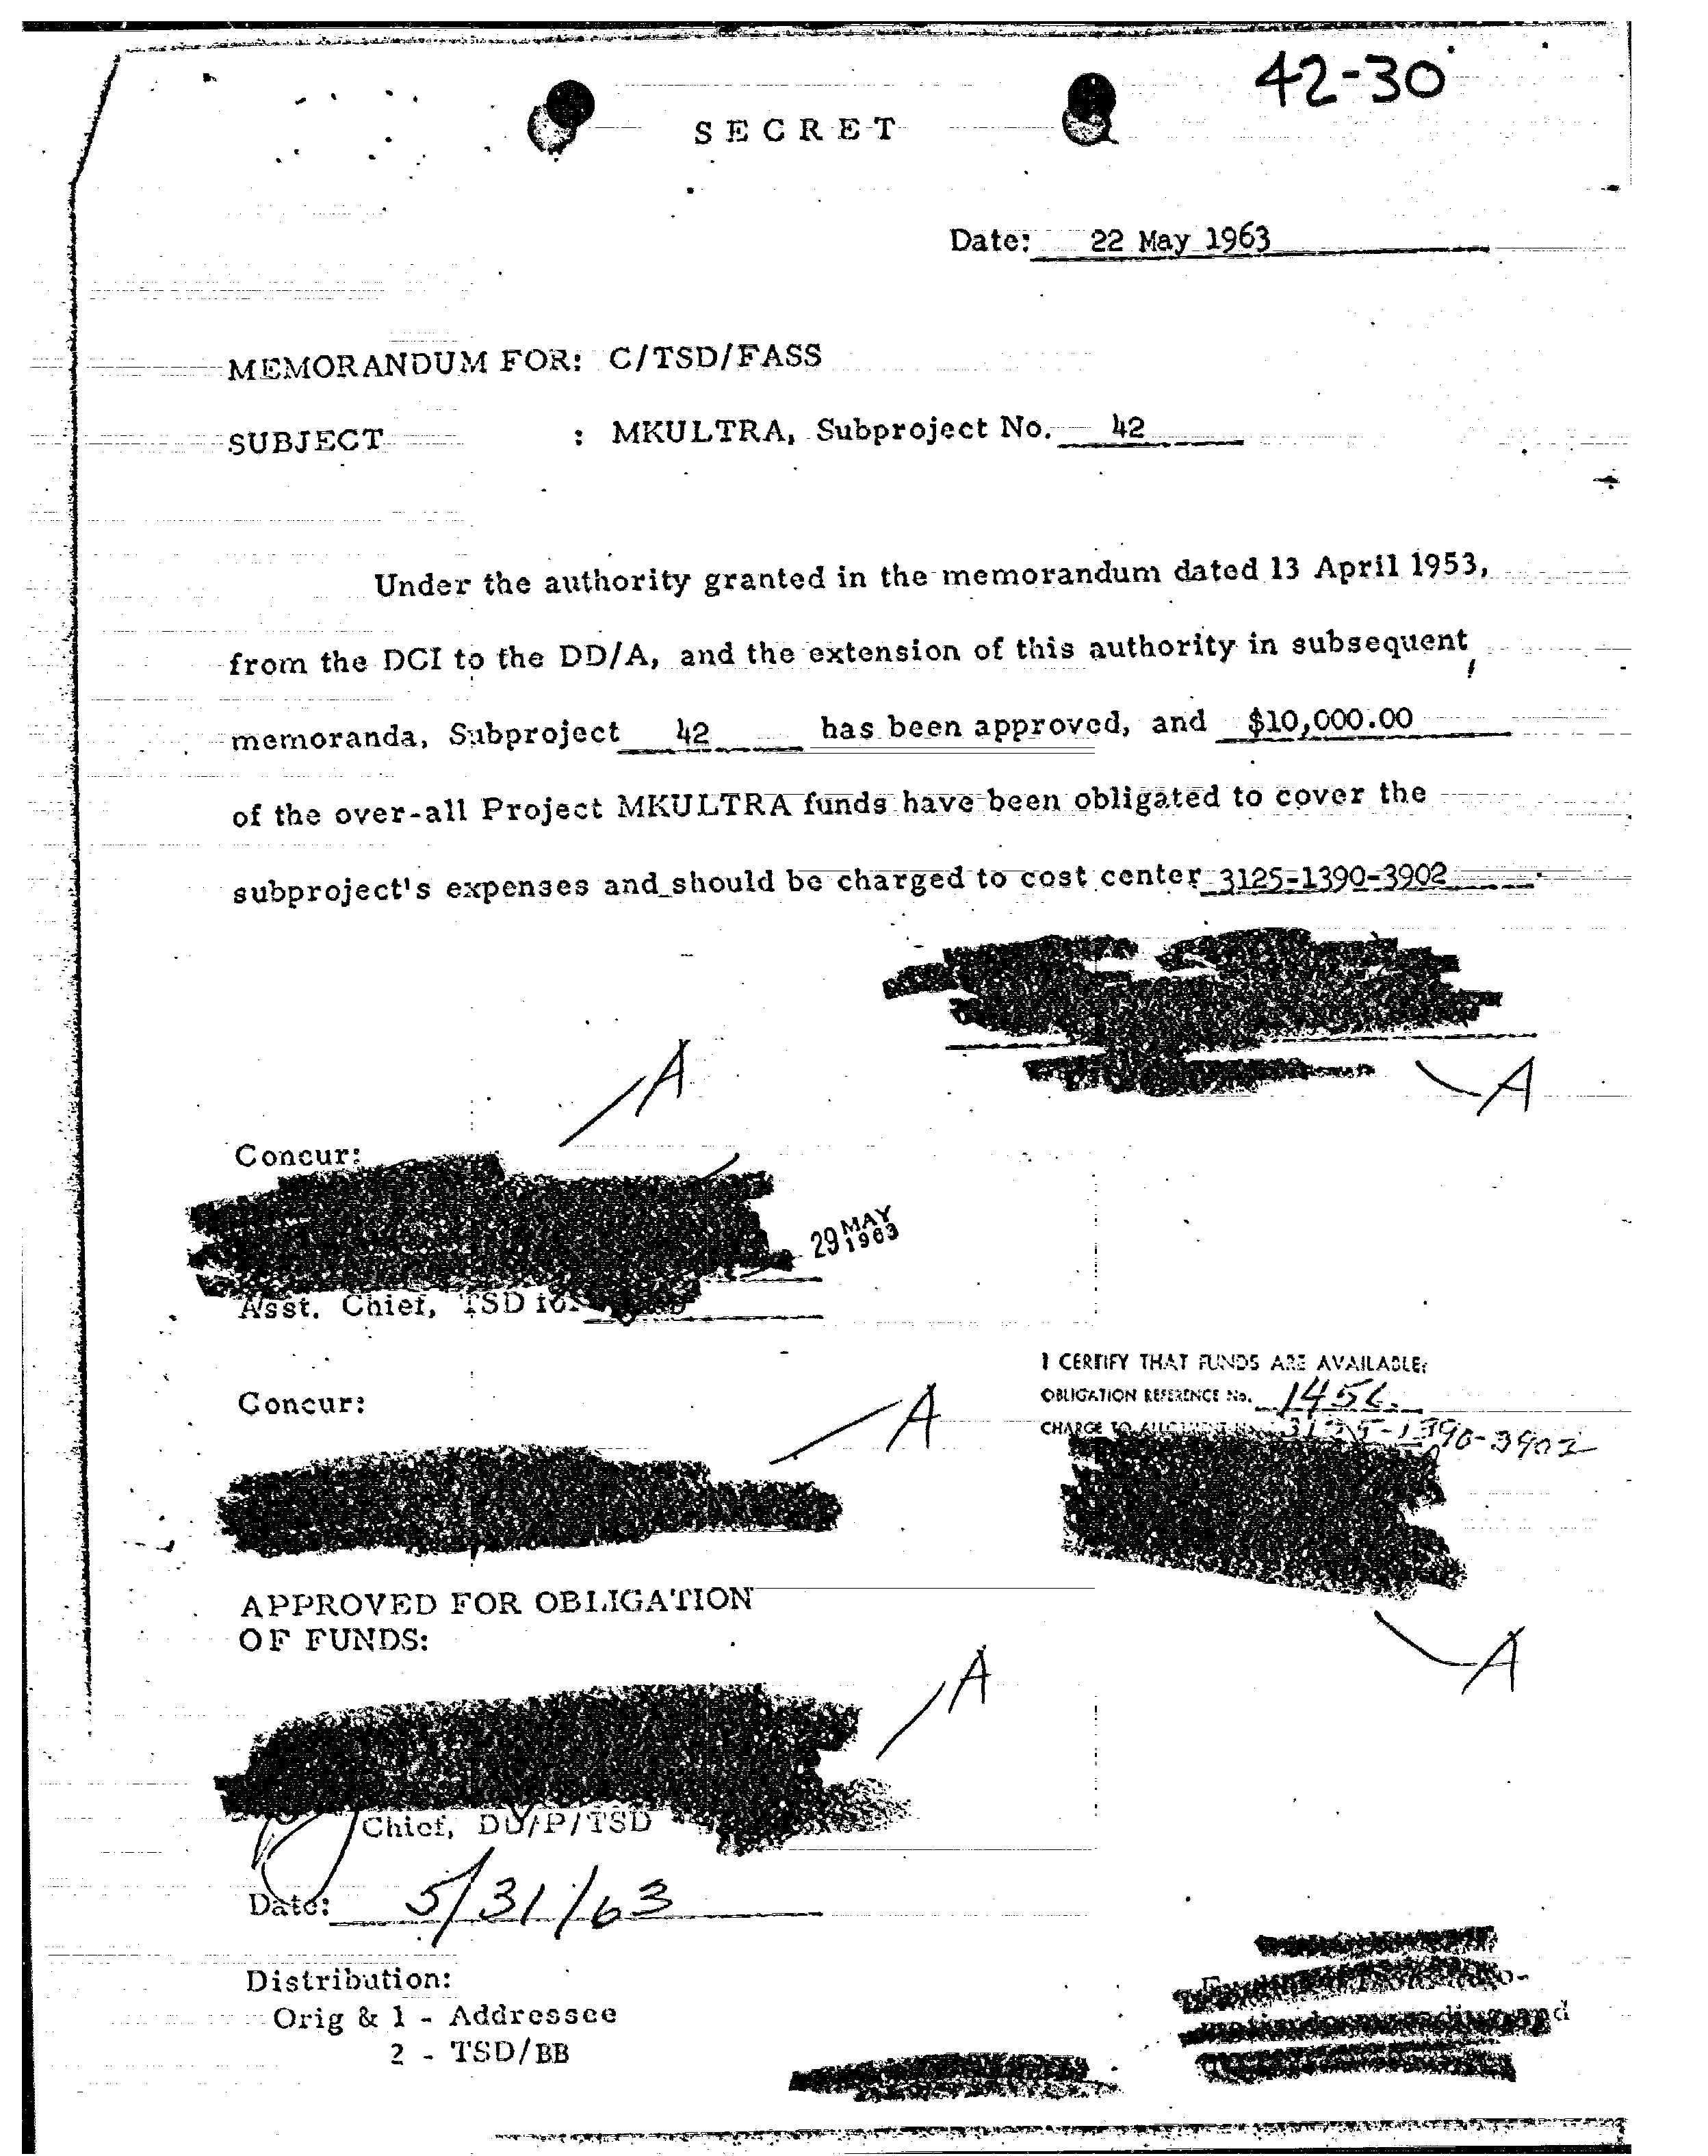 42-30
SECRET
Date: 22 May 1963
MEMORANDUM FOR: C/TSD/FASS
SUBJECT : MKULTRA, Subproject No. 42
Under the authority granted in the memorandum dated 13 April 1953,
from the DCI to the DD/A, and the extension of this authority in subsequent
memoranda, Subproject 42 has been approved, and $10,000.00
of the over-all Project MKULTRA funds have been obligated to cover the
subproject's expenses and should be charged to cost center 3125-1390-3902
A
A
Concur:
29 MAY 1963
Asst. Chief, TSD for
I CERTIFY THAT FUNDS ARE AVAILABLE:
OBLIGATION REFERENCE No.
CHARGE TO ALLOTMENT No. 3125-1390-3902
Concur:
A
APPROVED FOR OBLIGATION
OF FUNDS:
A
A
Chief, DD/P/TSD
Date: 5/31/63
Distribution:
Orig & 1 - Addressee
2 - TSD/BB